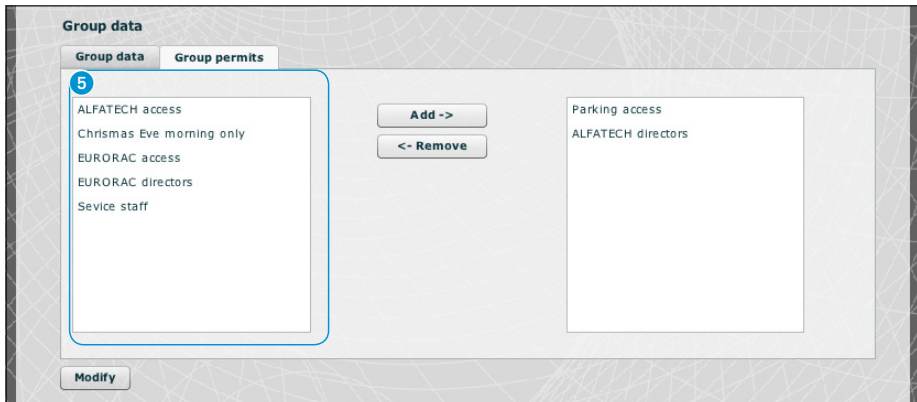 Group data
Group data
Group permits
5
ALFATECH access
Chrismas Eve morning only
EURORAC access
EURORAC directors
Sevice staff
Add ->
<- Remove
Parking access
ALFATECH directors
Modify